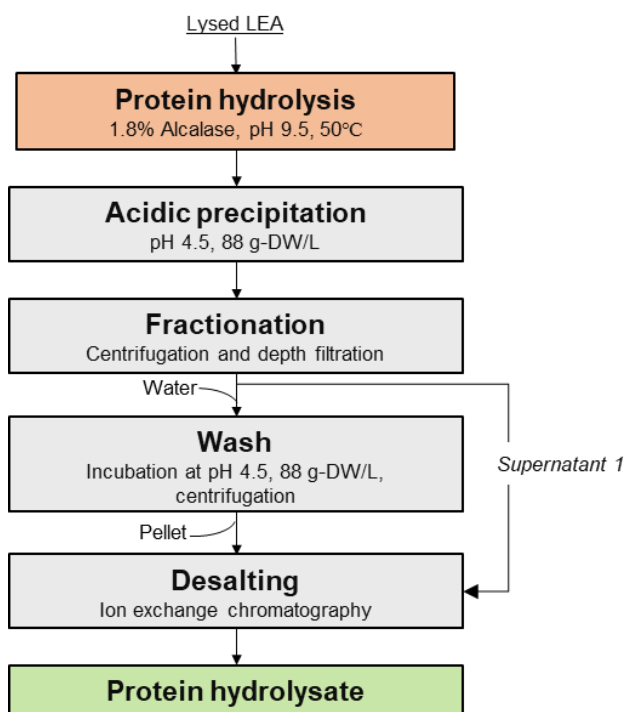 Lysed LEA
Protein hydrolysis
1.8% Alcalase, pH 9.5, 50℃
Acidic precipitation
pH 4.5, 88 g-DW/L
Fractionation
Centrifugation and depth filtration
Water
Wash
Incubation at pH 4.5, 88 g-DW/L,
centrifugation
Supernatant 1
Pellet
Desalting
Ion exchange chromatography
Protein hydrolysate